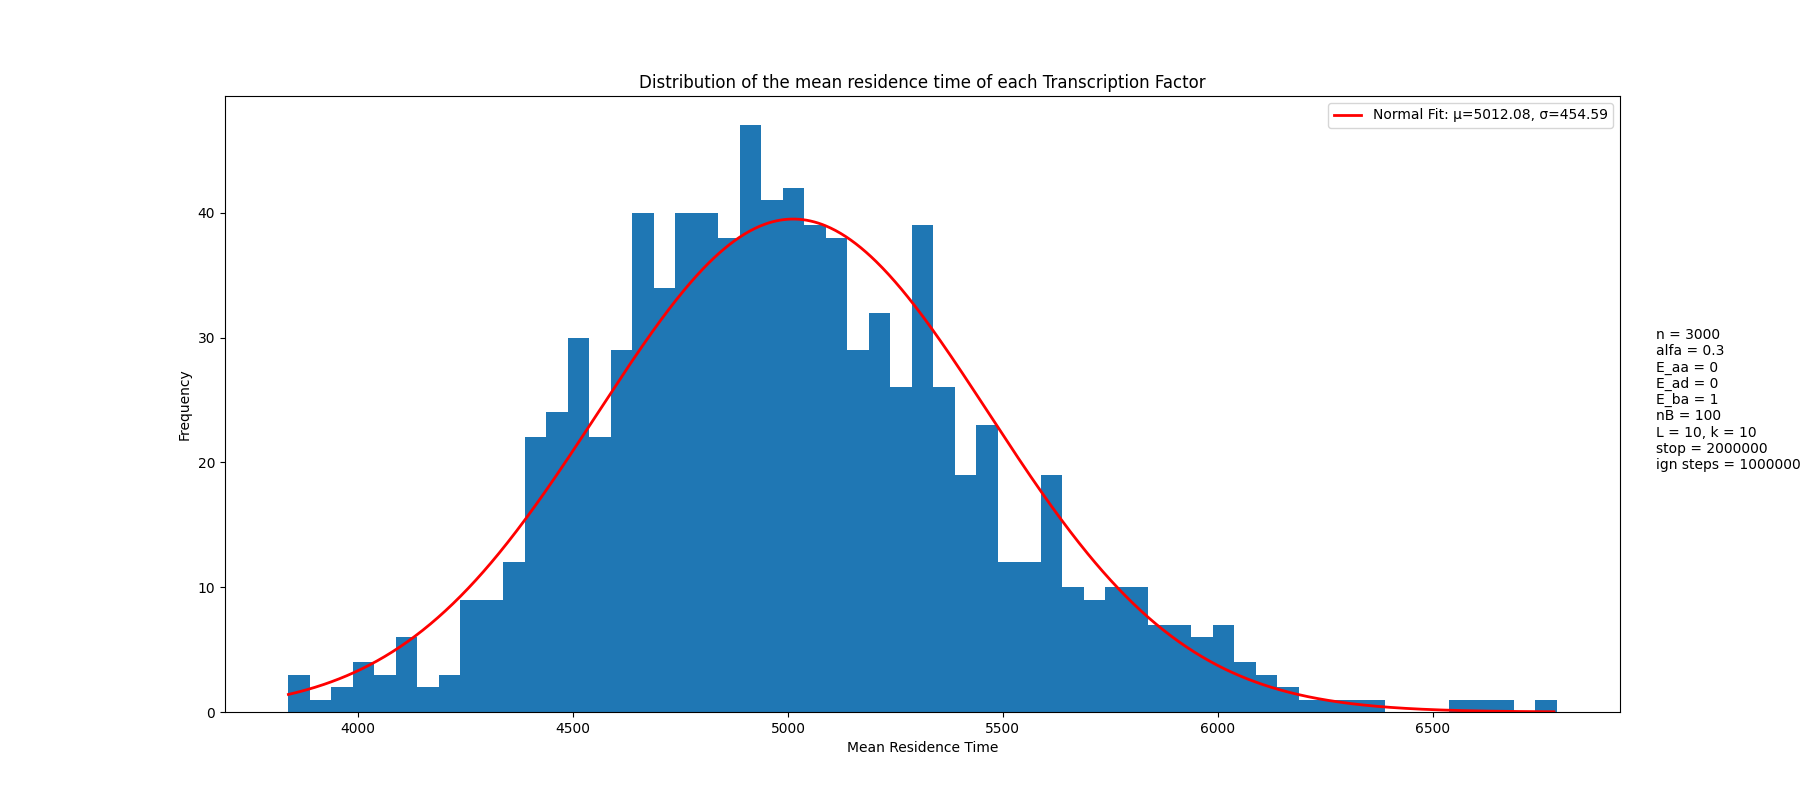 Distribution of the mean residence time of each Transcription Factor
Normal Fit: μ=5012.08, σ=454.59
Frequency
40
30
20
10
0
4000
4500
5000
5500
6000
6500
Mean Residence Time
n = 3000
alfa = 0.3
E_aa = 0
E_ad = 0
E_ba = 1
nB = 100
L = 10, k = 10
stop = 2000000
ign steps = 1000000